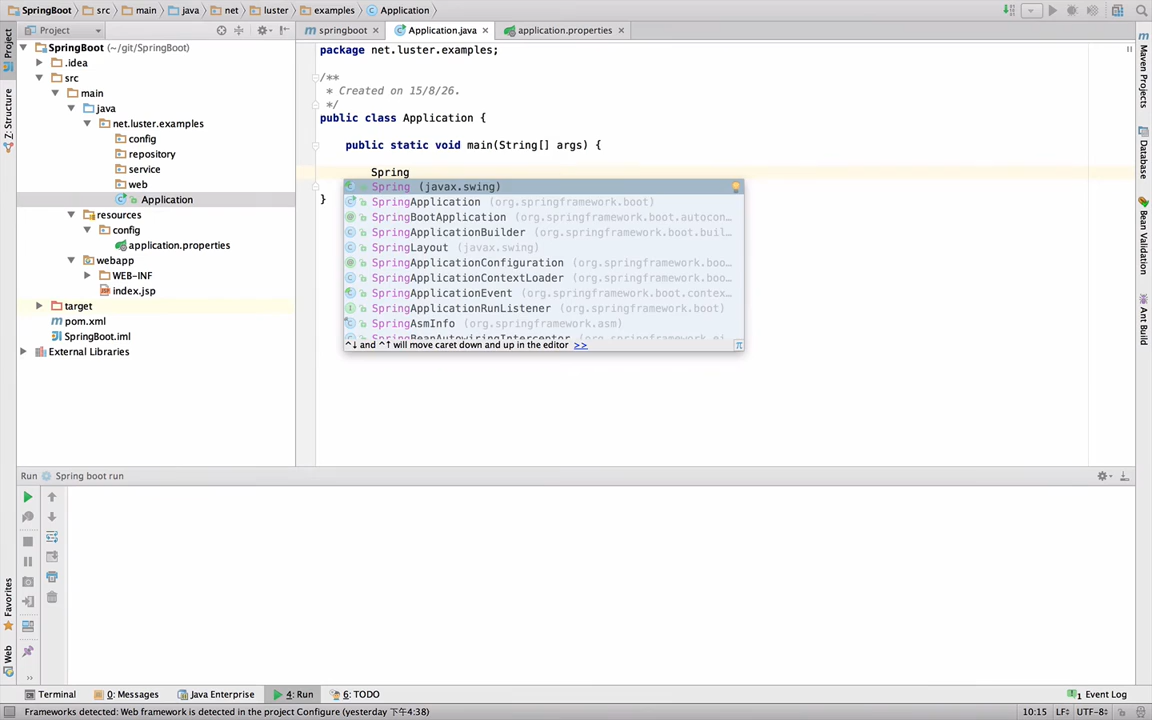 SpringBoot src main java net luster examples Application
Project
springboot Application.java application.properties
SpringBoot (~/git/SpringBoot)
.idea
src
main
java
net.luster.examples
config
repository
service
web
Application
resources
config
application.properties
webapp
WEB-INF
index.jsp
target
pom.xml
SpringBoot.iml
External Libraries
package net.luster.examples;
/**
* Created on 15/8/26.
*/
public class Application {
public static void main(String[] args) {
Spring
}
Spring (javax.swing)
SpringApplication (org.springframework.boot)
SpringBootApplication (org.springframework.boot.autocon…
SpringApplicationBuilder (org.springframework.boot.buil…
SpringLayout (javax.swing)
SpringApplicationConfiguration (org.springframework.boo…
SpringApplicationContextLoader (org.springframework.boo…
SpringApplicationEvent (org.springframework.boot.contex…
SpringApplicationRunListener (org.springframework.boot)
SpringAsmInfo (org.springframework.asm)
SpringBeanAutowiringInterceptor (org.springframework.ej…
^↓ and ^↑ will move caret down and up in the editor >>
π
Project
Z: Structure
Favorites
Web
Maven Projects
Database
Bean Validation
Ant Build
Run Spring boot run
Terminal 0: Messages Java Enterprise 4: Run 6: TODO 1 Event Log
Frameworks detected: Web framework is detected in the project Configure (yesterday 下午4:38) 10:15 LF÷ UTF-8÷